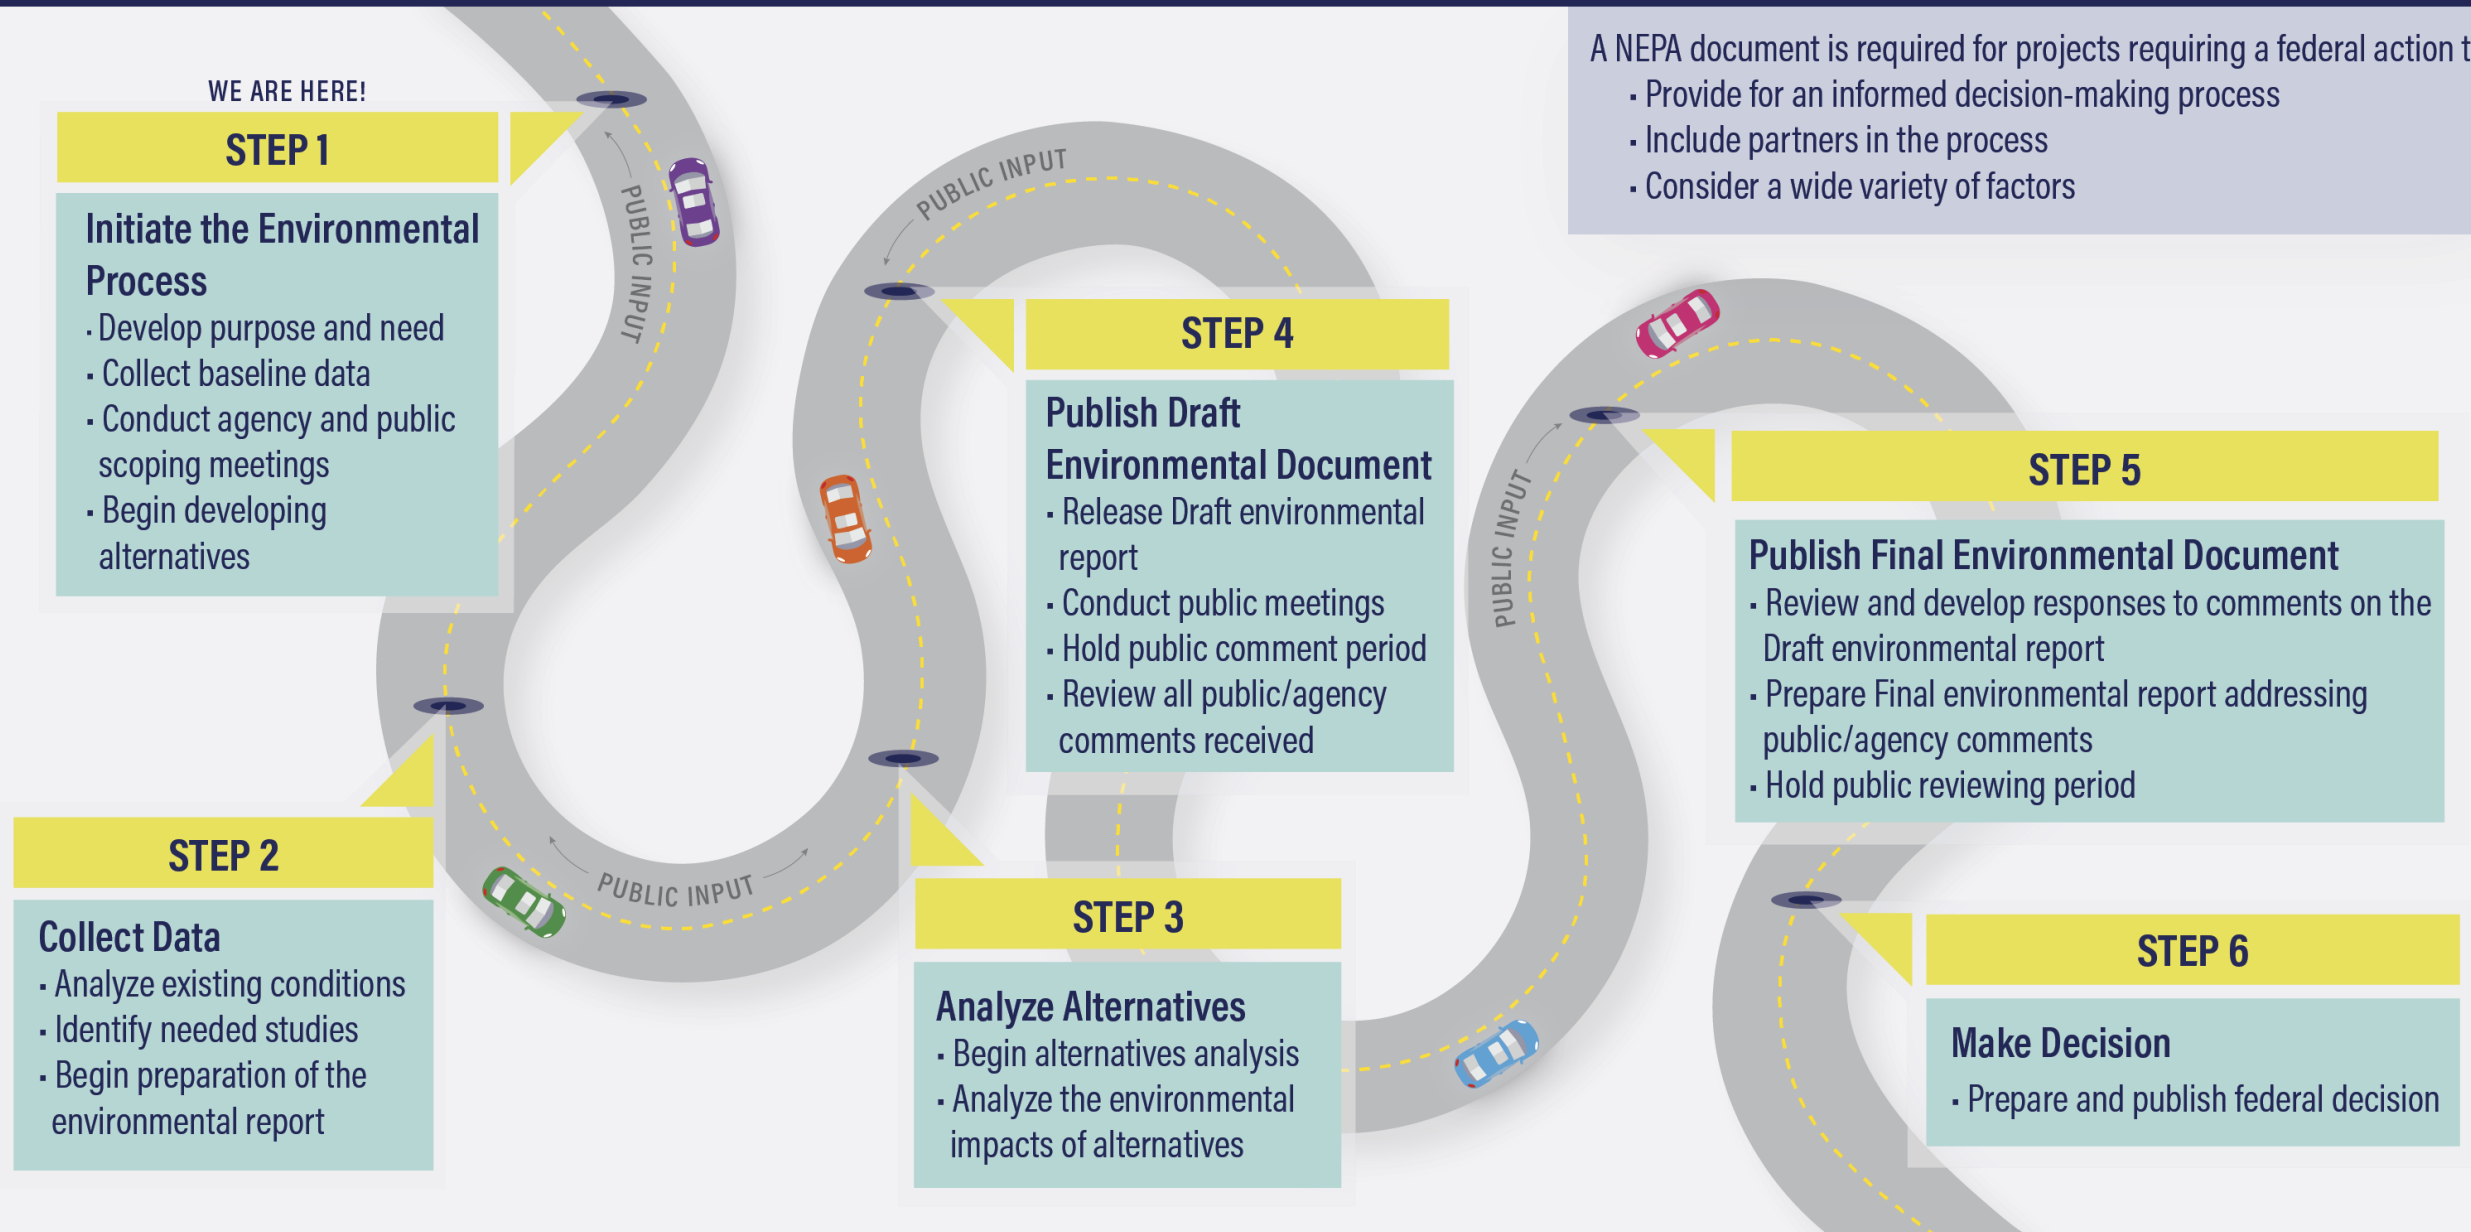 A NEPA document is required for projects requiring a federal action
▪ Provide for an informed decision-making process
▪ Include partners in the process
▪ Consider a wide variety of factors
WE ARE HERE!
STEP 1
Initiate the Environmental
Process
▪ Develop purpose and need
▪ Collect baseline data
▪ Conduct agency and public
scoping meetings
▪ Begin developing
alternatives
PUBLIC INPUT
STEP 2
Collect Data
▪ Analyze existing conditions
▪ Identify needed studies
▪ Begin preparation of the
environmental report
PUBLIC INPUT
STEP 3
Analyze Alternatives
▪ Begin alternatives analysis
▪ Analyze the environmental
impacts of alternatives
PUBLIC INPUT
STEP 4
Publish Draft
Environmental Document
▪ Release Draft environmental
report
▪ Conduct public meetings
▪ Hold public comment period
▪ Review all public/agency
comments received
PUBLIC INPUT
STEP 5
Publish Final Environmental Document
▪ Review and develop responses to comments on the
Draft environmental report
▪ Prepare Final environmental report addressing
public/agency comments
▪ Hold public reviewing period
STEP 6
Make Decision
▪ Prepare and publish federal decision